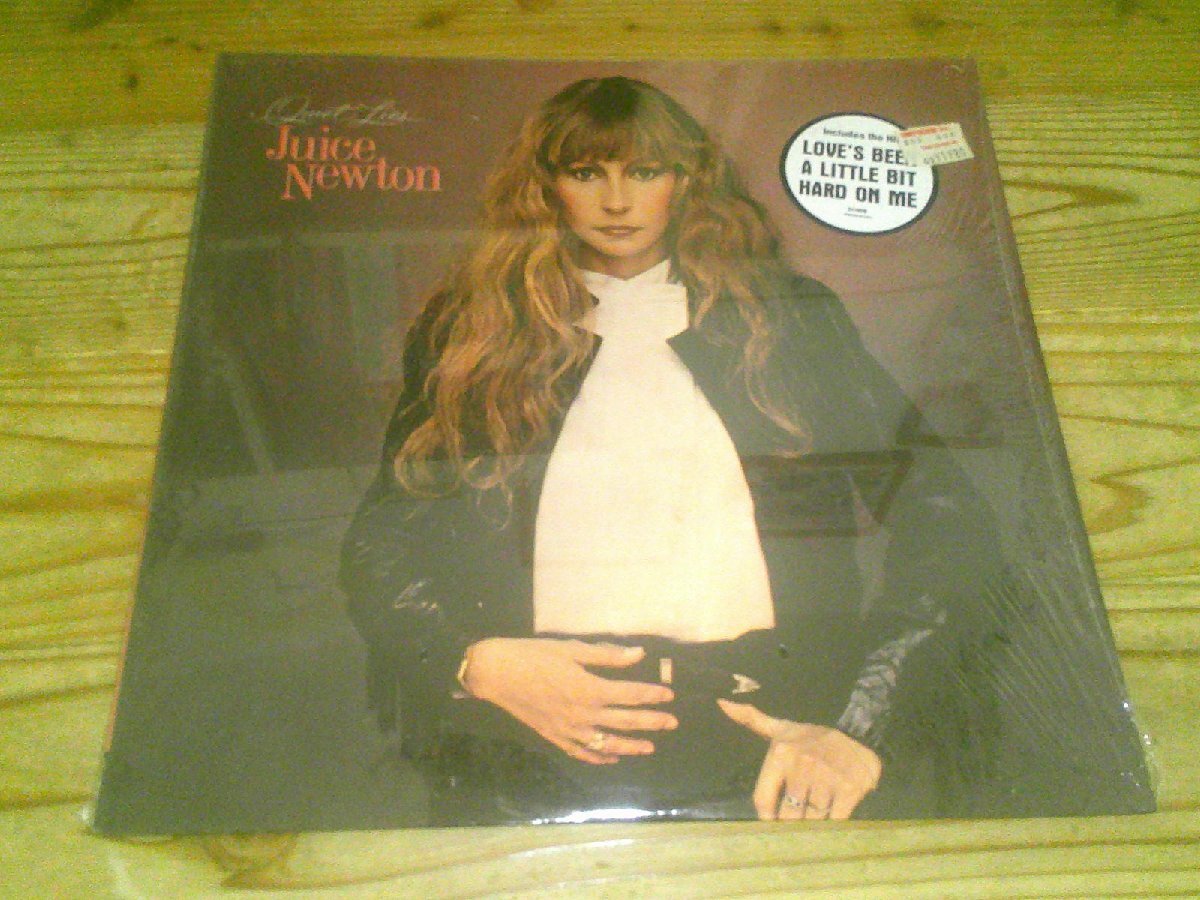 Quiet Lies
Juice
Newton
Includes the Hit
LOVE'S BEEN
A LITTLE BIT
HARD ON ME